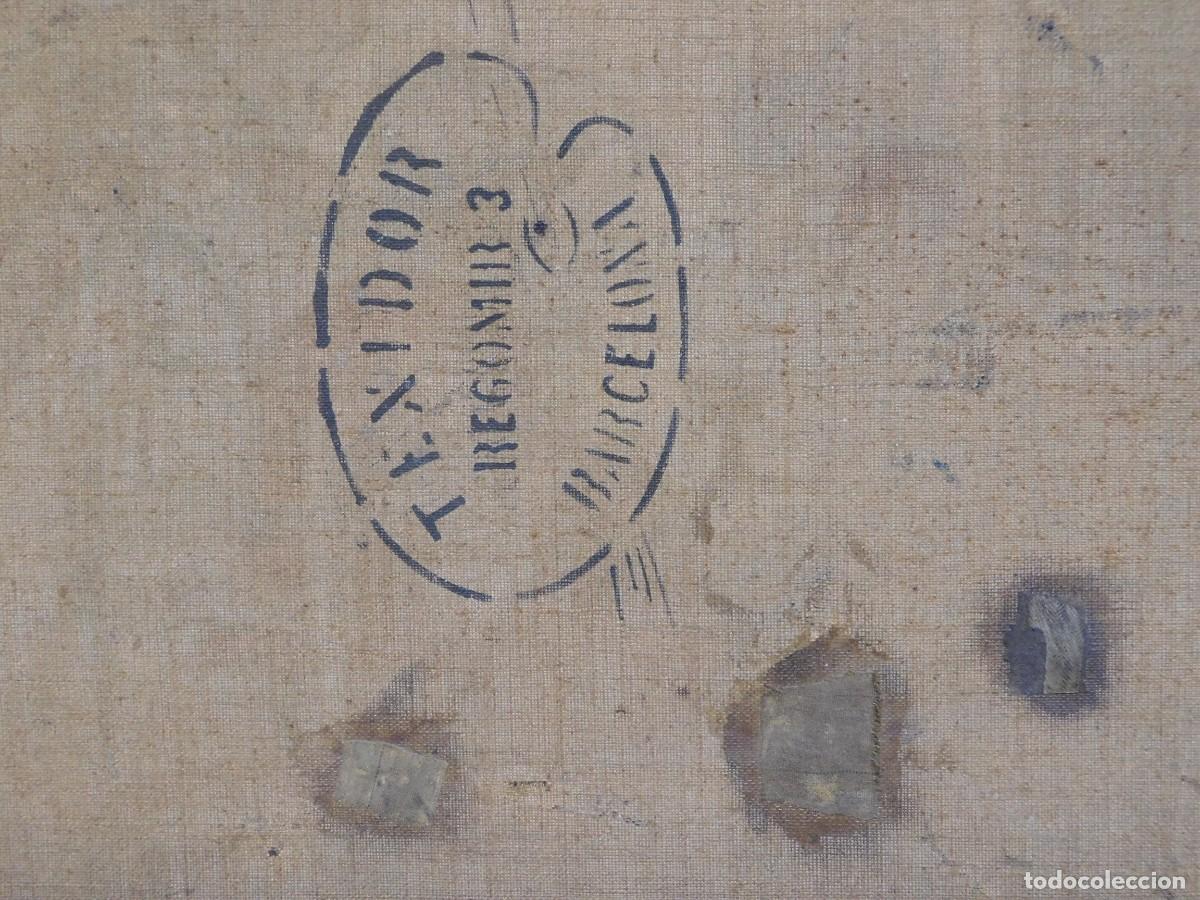 TEXIDOR
REGOMIR 3
BARCELONA
todocoleccion